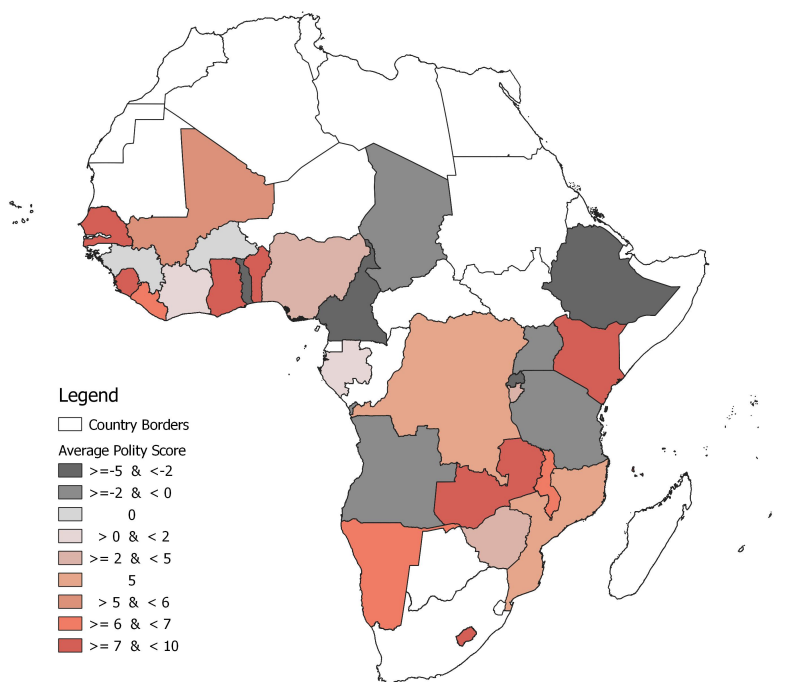 Legend
Country Borders
Average Polity Score
>=-5 & <-2
>=-2 & < 0
0
> 0 & < 2
>= 2 & < 5
5
> 5 & < 6
>= 6 & < 7
>= 7 & < 10